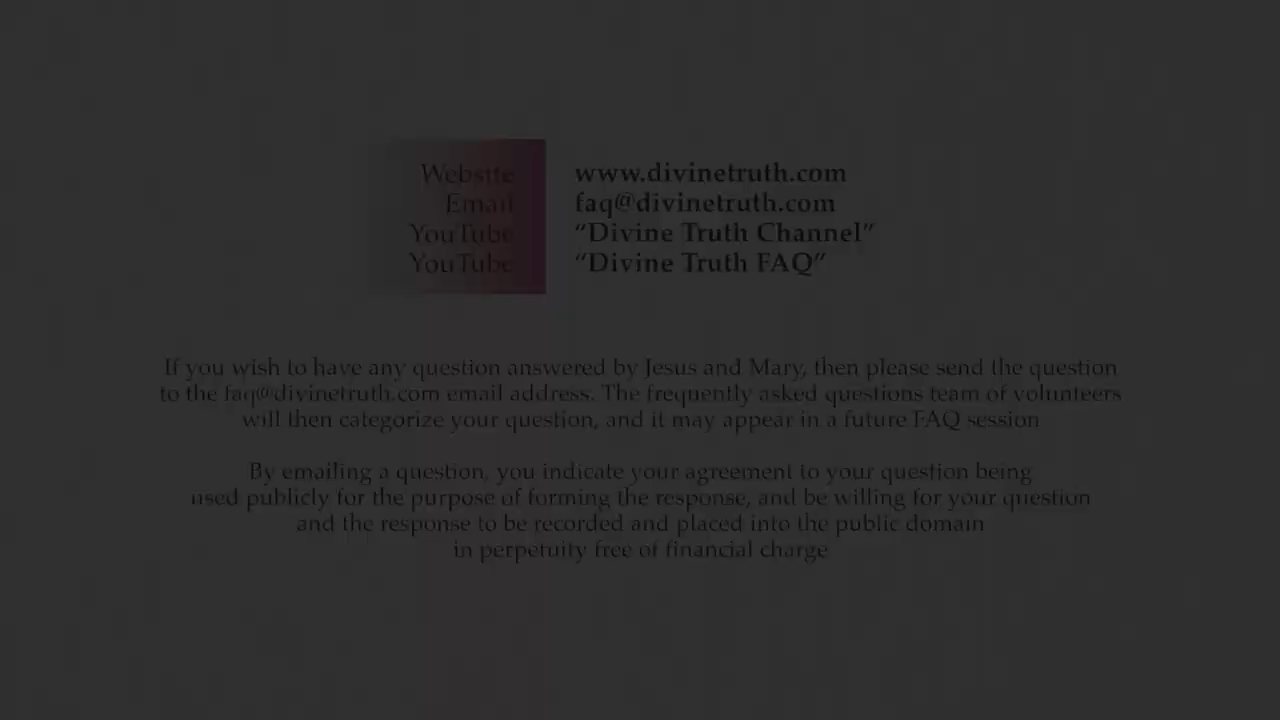 Website www.divinetruth.com
Email faq@divinetruth.com
YouTube “Divine Truth Channel”
YouTube “Divine Truth FAQ”
If you wish to have any question answered by Jesus and Mary, then please send the question
to the faq@divinetruth.com email address. The frequently asked questions team of volunteers
will then categorize your question, and it may appear in a future FAQ session
By emailing a question, you indicate your agreement to your question being
used publicly for the purpose of forming the response, and be willing for your question
and the response to be recorded and placed into the public domain
in perpetuity free of financial charge